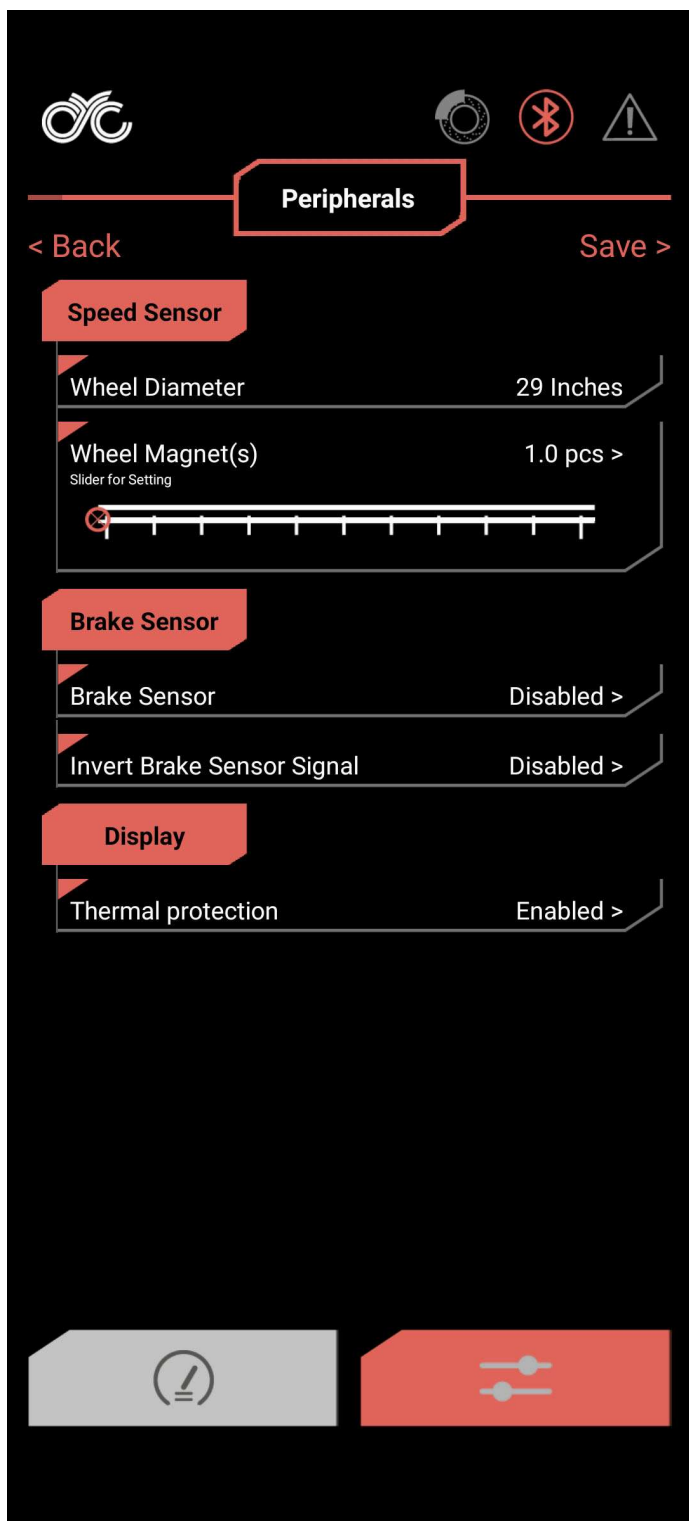 CYC
Peripherals
< Back Save >
Speed Sensor
Wheel Diameter 29 Inches
Wheel Magnet(s) 1.0 pcs >
Slider for Setting
Brake Sensor
Brake Sensor Disabled >
Invert Brake Sensor Signal Disabled >
Display
Thermal protection Enabled >